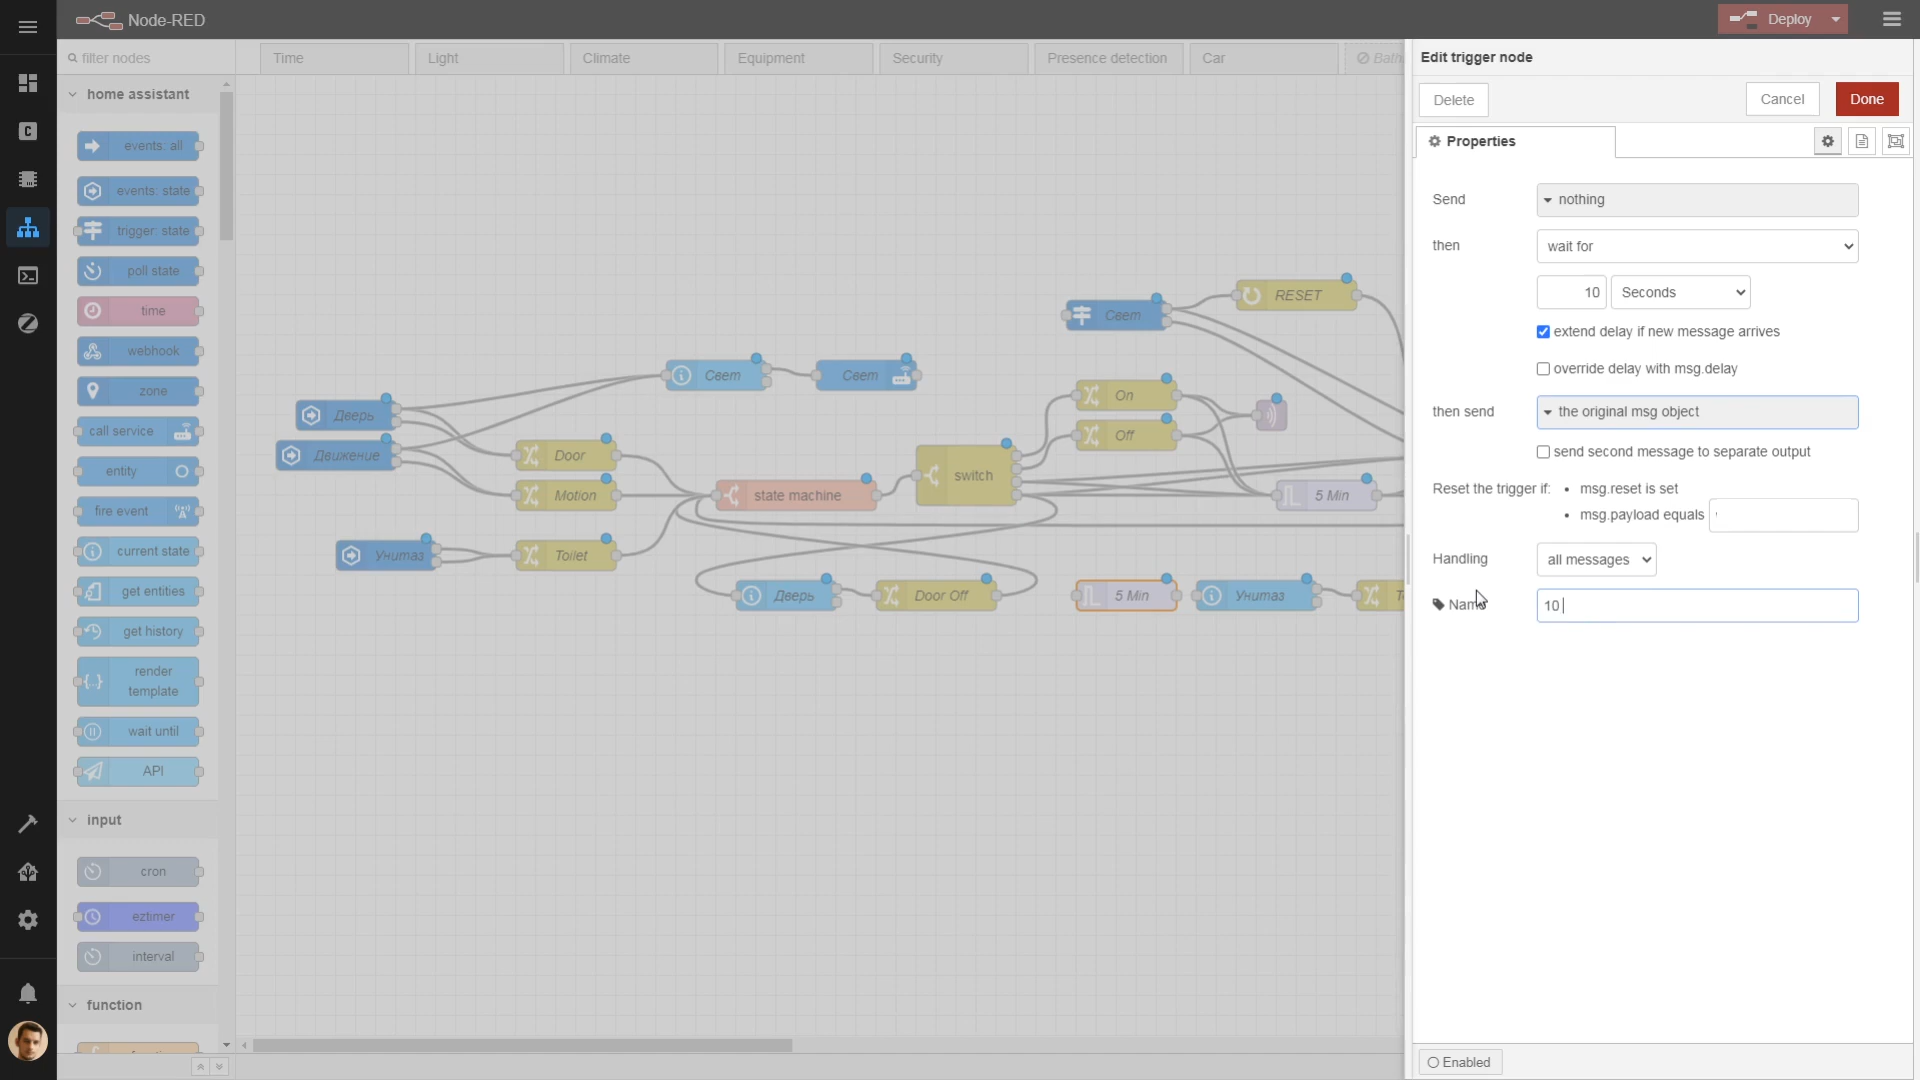 Node-RED
Deploy
filter nodes
Time
Light
Climate
Equipment
Security
Presence detection
Car
Bath
Edit trigger node
Delete
Cancel
Done
Properties
home assistant
events: all
events: state
trigger: state
poll state
time
webhook
zone
call service
entity
fire event
current state
get entities
get history
render
template
wait until
API
input
cron
eztimer
interval
function
Дверь
Движение
Door
Motion
Унитаз
Toilet
Свет
Свет
state machine
switch
Свет
RESET
On
Off
5 Min
Дверь
Door Off
5 Min
Унитаз
Send
nothing
then
wait for
10
Seconds
extend delay if new message arrives
override delay with msg.delay
then send
the original msg object
send second message to separate output
Reset the trigger if:
• msg.reset is set
• msg.payload equals
Handling
all messages
Name
10
Enabled